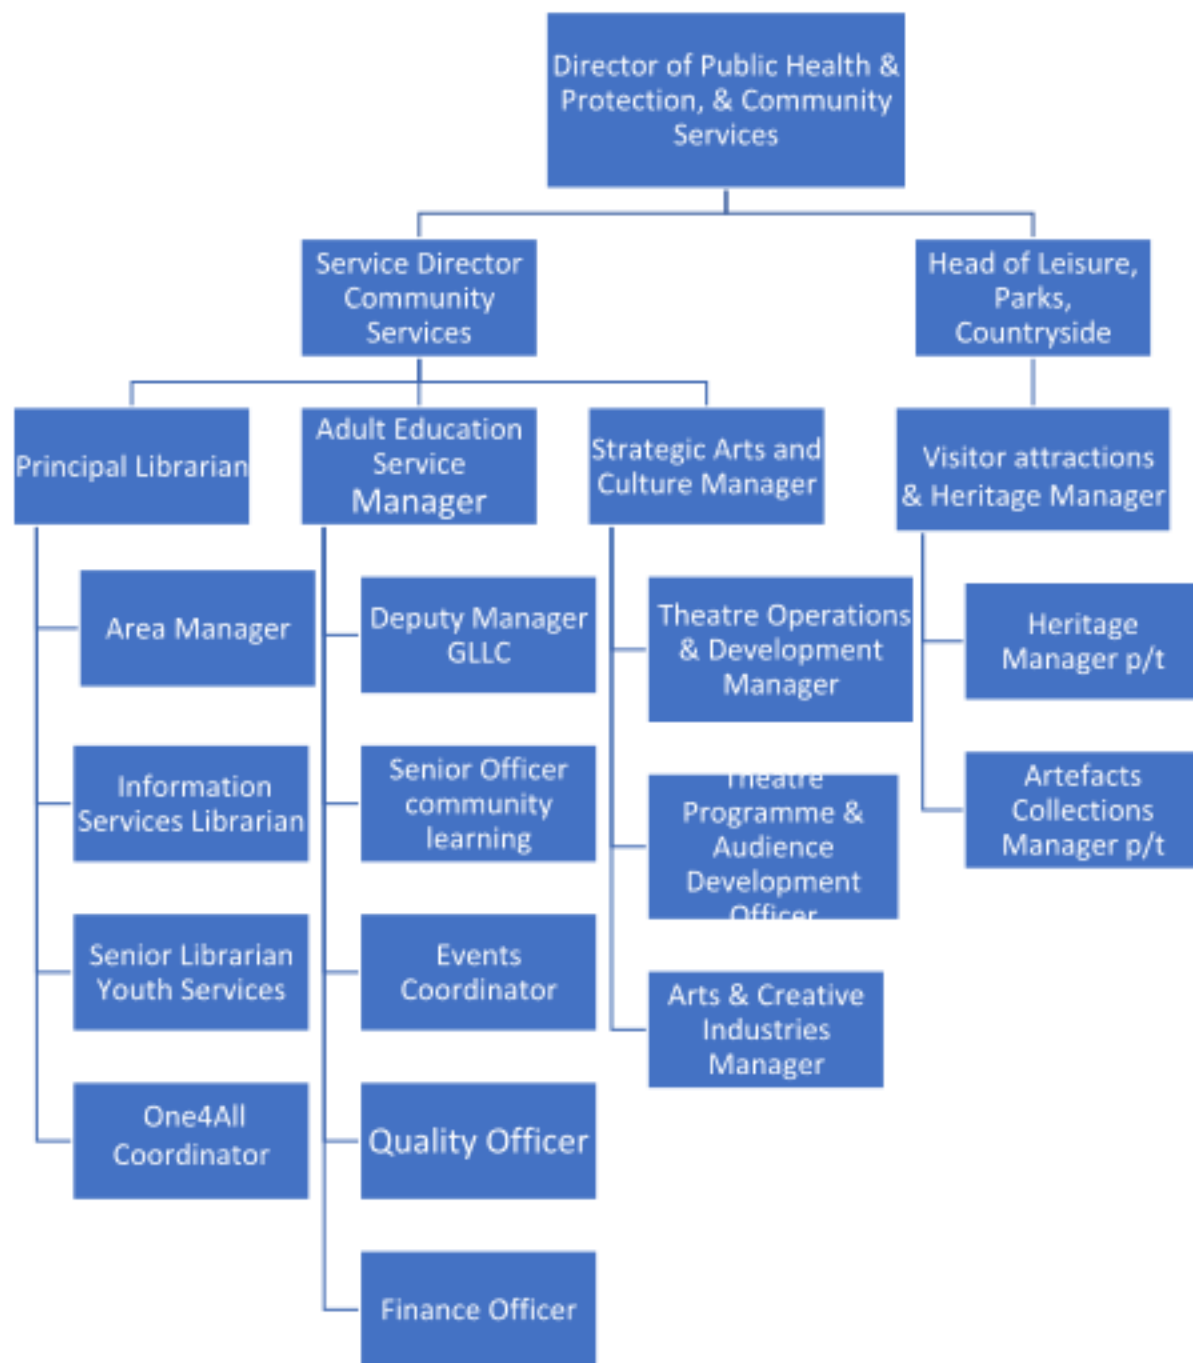 Director of Public Health &
Protection, & Community
Services
Service Director
Community
Services
Head of Leisure,
Parks,
Countryside
Principal Librarian
Adult Education
Service
Manager
Strategic Arts and
Culture Manager
Visitor attractions
& Heritage Manager
Area Manager
Information
Services Librarian
Senior Librarian
Youth Services
One4All
Coordinator
Deputy Manager
GLLC
Senior Officer
community
learning
Events
Coordinator
Quality Officer
Finance Officer
Theatre Operations
& Development
Manager
Theatre
Programme &
Audience
Development
Officer
Arts & Creative
Industries
Manager
Heritage
Manager p/t
Artefacts
Collections
Manager p/t